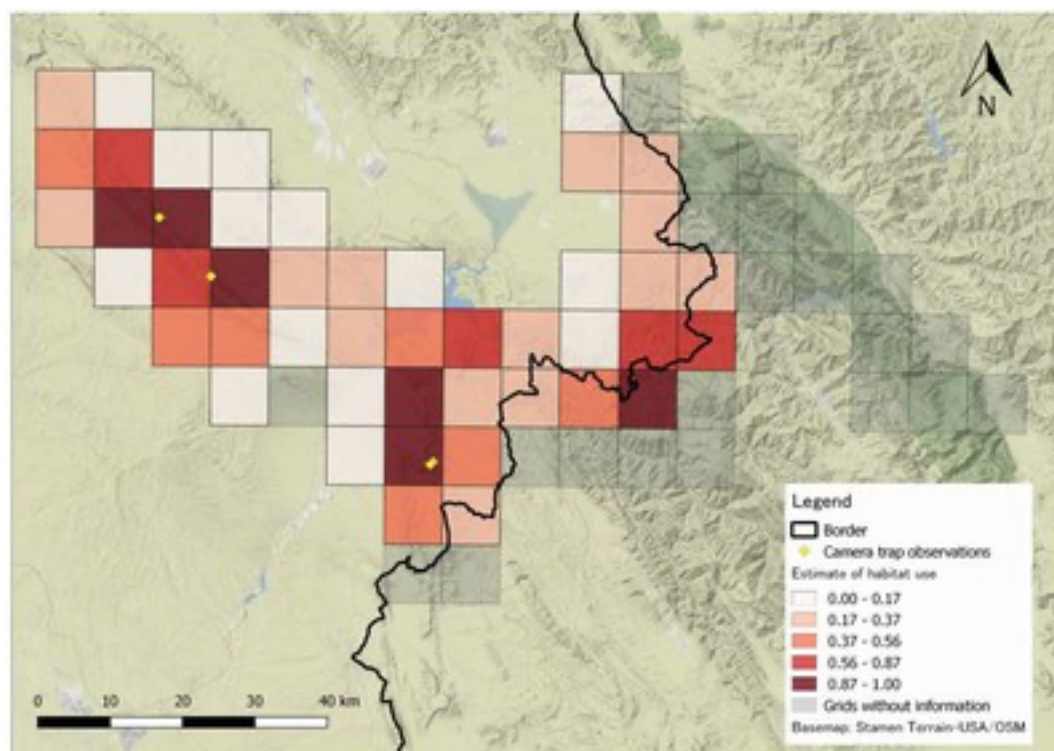 N
Legend
Border
Camera trap observations
Estimate of habitat use
0.00 - 0.17
0.17 - 0.37
0.37 - 0.56
0.56 - 0.87
0.87 - 1.00
Grids without information
Basemap: Stamen Terrain-USA/OSM
0 10 20 30 40 km